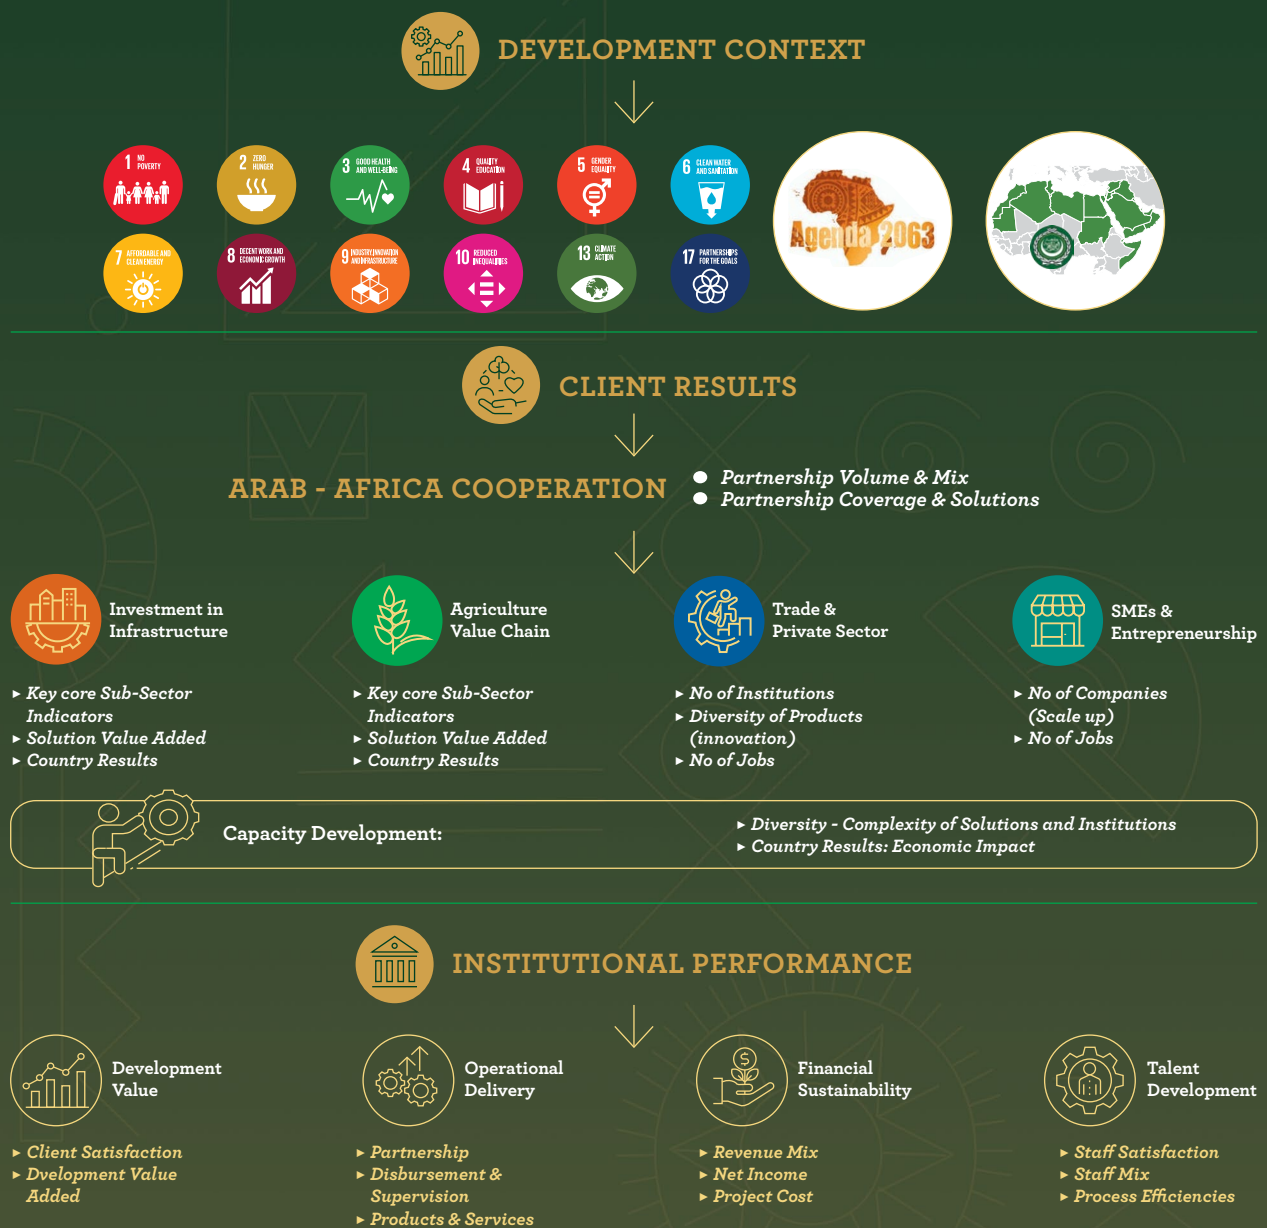 DEVELOPMENT CONTEXT
1 NO
POVERTY
2 ZERO
HUNGER
3 GOOD HEALTH
AND WELL-BEING
4 QUALITY
EDUCATION
5 GENDER
EQUALITY
6 CLEAN WATER
AND SANITATION
7 AFFORDABLE AND
CLEAN ENERGY
8 DECENT WORK AND
ECONOMIC GROWTH
9 INDUSTRY, INNOVATION
AND INFRASTRUCTURE
10 REDUCED
INEQUALITIES
13 CLIMATE
ACTION
17 PARTNERSHIPS
FOR THE GOALS
Agenda 2063
CLIENT RESULTS
ARAB - AFRICA COOPERATION
● Partnership Volume & Mix
● Partnership Coverage & Solutions
Investment in
Infrastructure
▸ Key core Sub-Sector
Indicators
▸ Solution Value Added
▸ Country Results
Agriculture
Value Chain
▸ Key core Sub-Sector
Indicators
▸ Solution Value Added
▸ Country Results
Trade &
Private Sector
▸ No of Institutions
▸ Diversity of Products
(innovation)
▸ No of Jobs
SMEs &
Entrepreneurship
▸ No of Companies
(Scale up)
▸ No of Jobs
Capacity Development:
▸ Diversity - Complexity of Solutions and Institutions
▸ Country Results: Economic Impact
INSTITUTIONAL PERFORMANCE
Development
Value
▸ Client Satisfaction
▸ Dvelopment Value
Added
Operational
Delivery
▸ Partnership
▸ Disbursement &
Supervision
▸ Products & Services
Financial
Sustainability
▸ Revenue Mix
▸ Net Income
▸ Project Cost
Talent
Development
▸ Staff Satisfaction
▸ Staff Mix
▸ Process Efficiencies